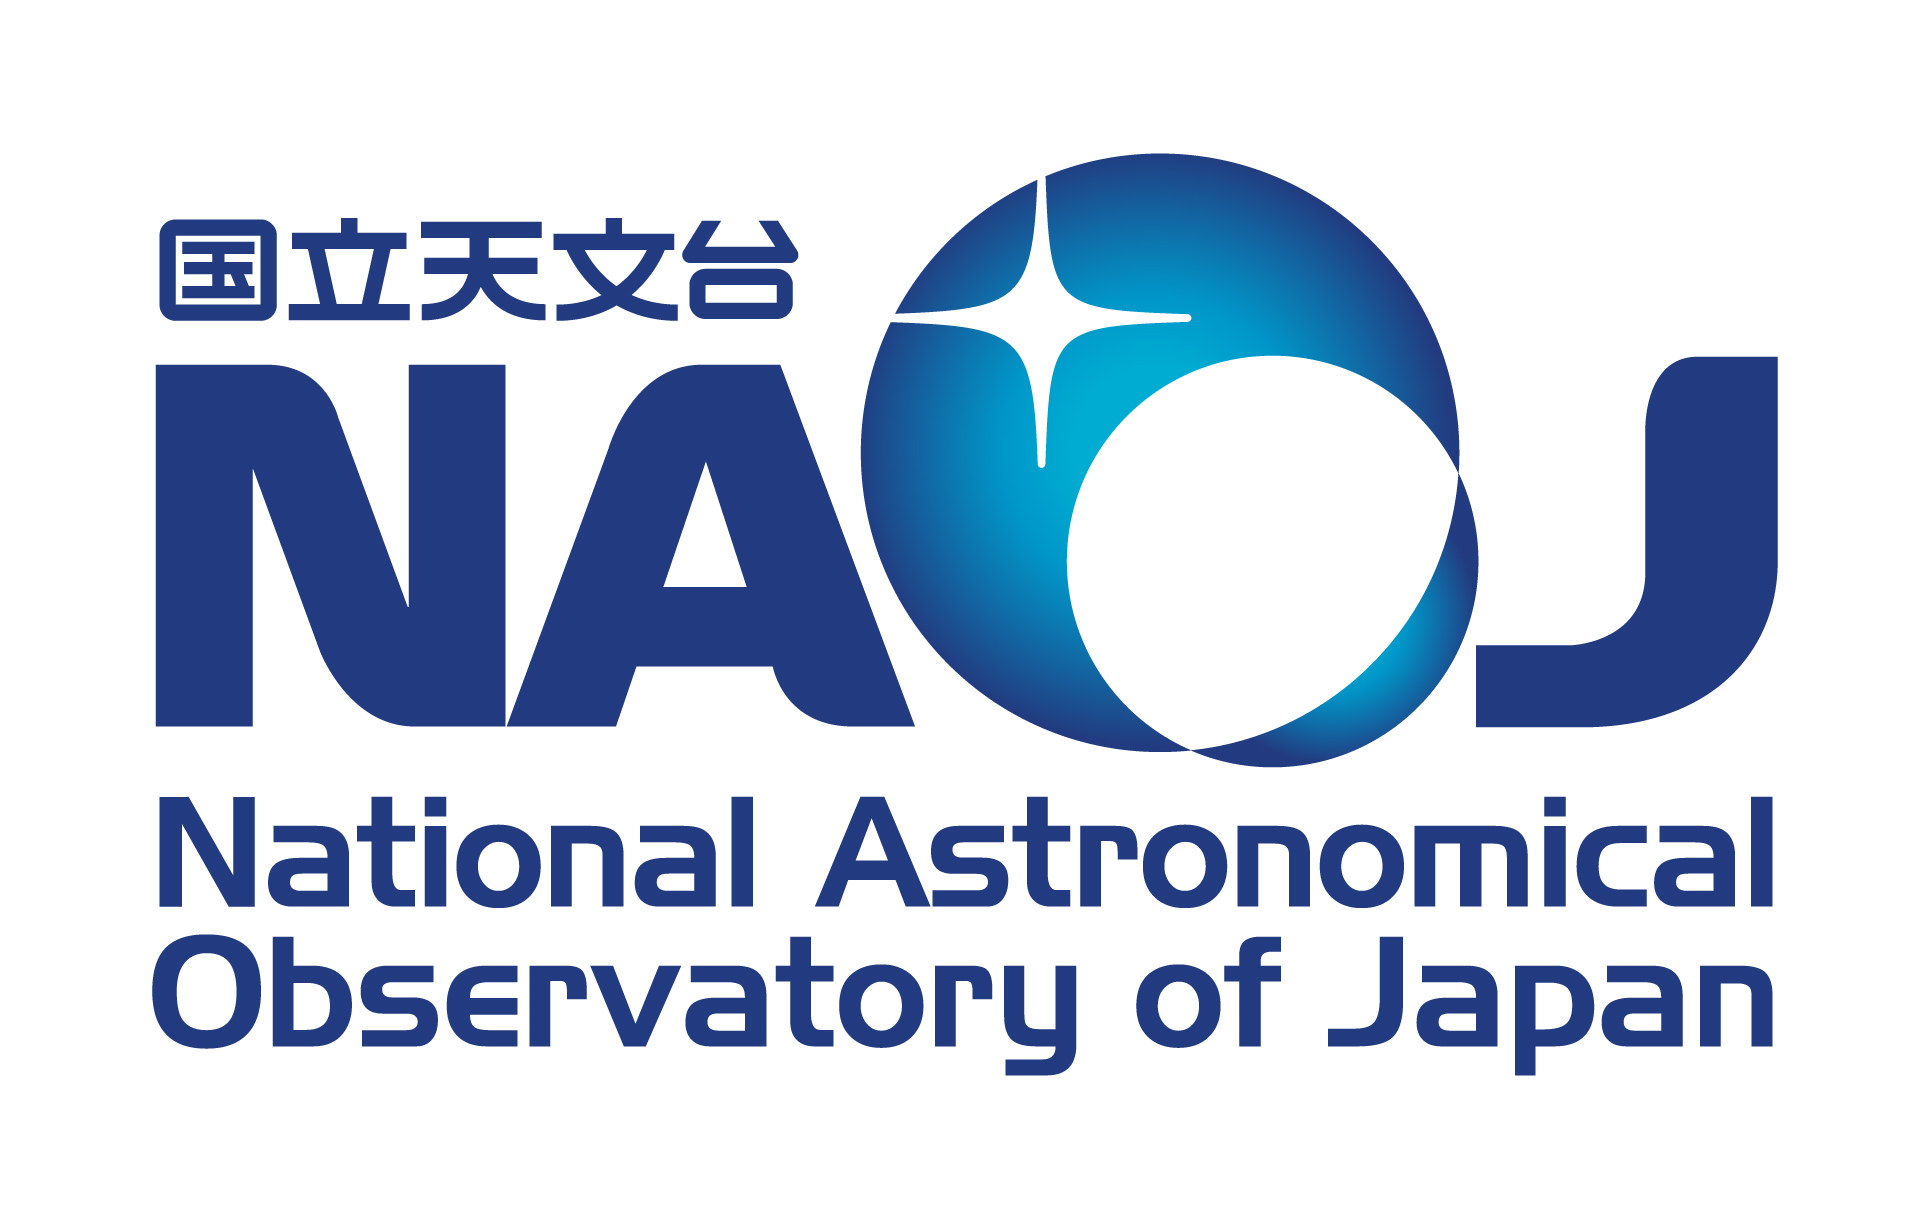 国立天文台
NAOJ
National Astronomical
Observatory of Japan